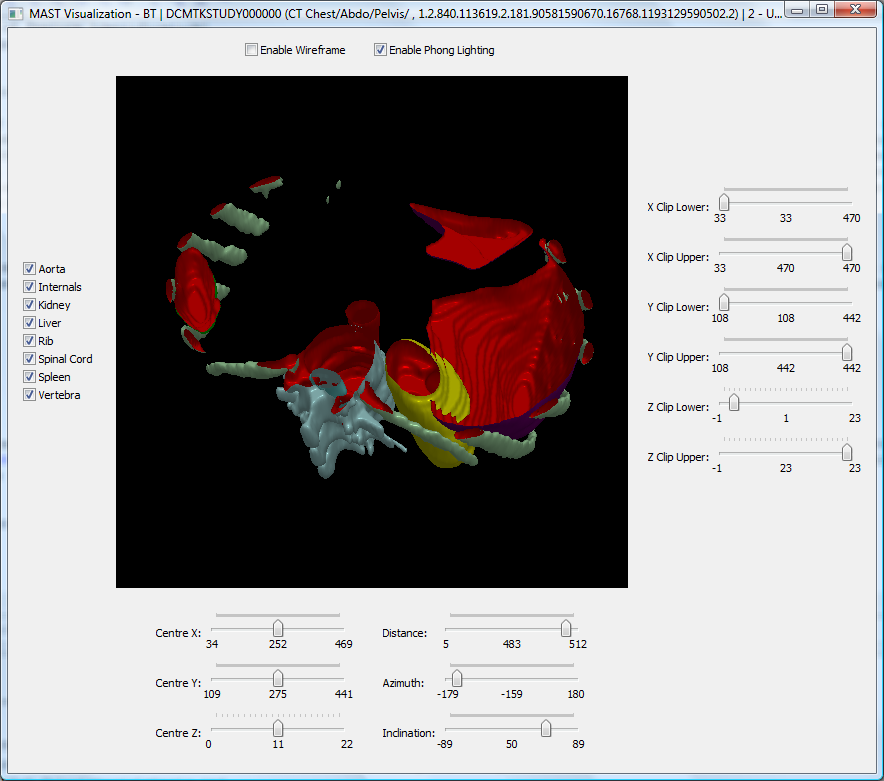 MAST Visualization - BT | DCMTKSTUDY000000 (CT Chest/Abdo/Pelvis/ , 1.2.840.113619.2.181.90581590670.16768.1193129590502.2) | 2 - U...
Enable Wireframe Enable Phong Lighting
X Clip Lower:
33 33 470
X Clip Upper:
33 470 470
Y Clip Lower:
108 108 442
Y Clip Upper:
108 442 442
Z Clip Lower:
-1 1 23
Z Clip Upper:
-1 23 23
Aorta
Internals
Kidney
Liver
Rib
Spinal Cord
Spleen
Vertebra
Centre X:
34 252 469
Distance:
5 483 512
Centre Y:
109 275 441
Azimuth:
-179 -159 180
Centre Z:
0 11 22
Inclination:
-89 50 89